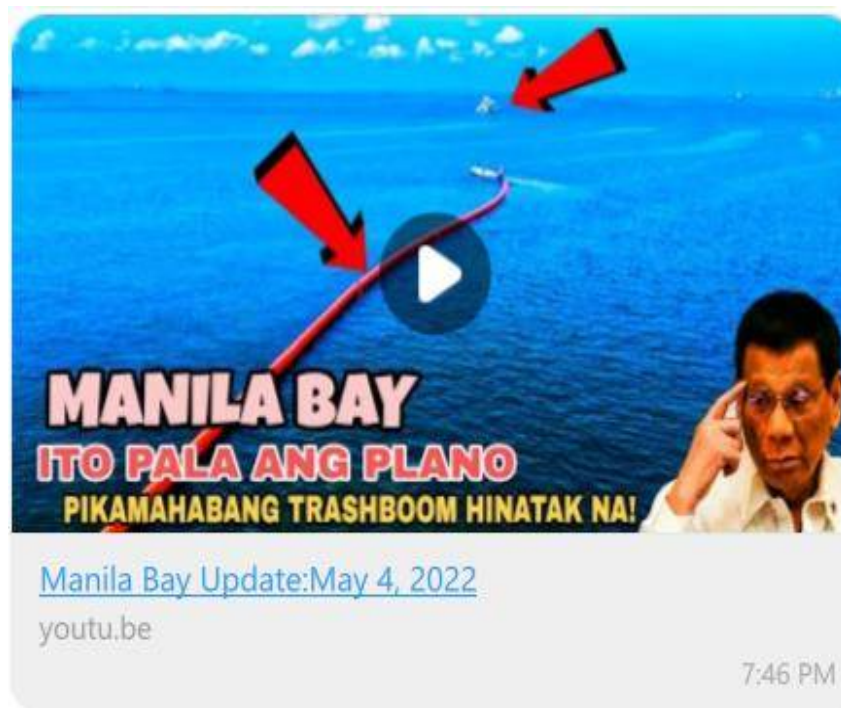 MANILA BAY
ITO PALA ANG PLANO
PIKAMAHABANG TRASHBOOM HINATAK NA!
Manila Bay Update:May 4, 2022
youtu.be
7:46 PM